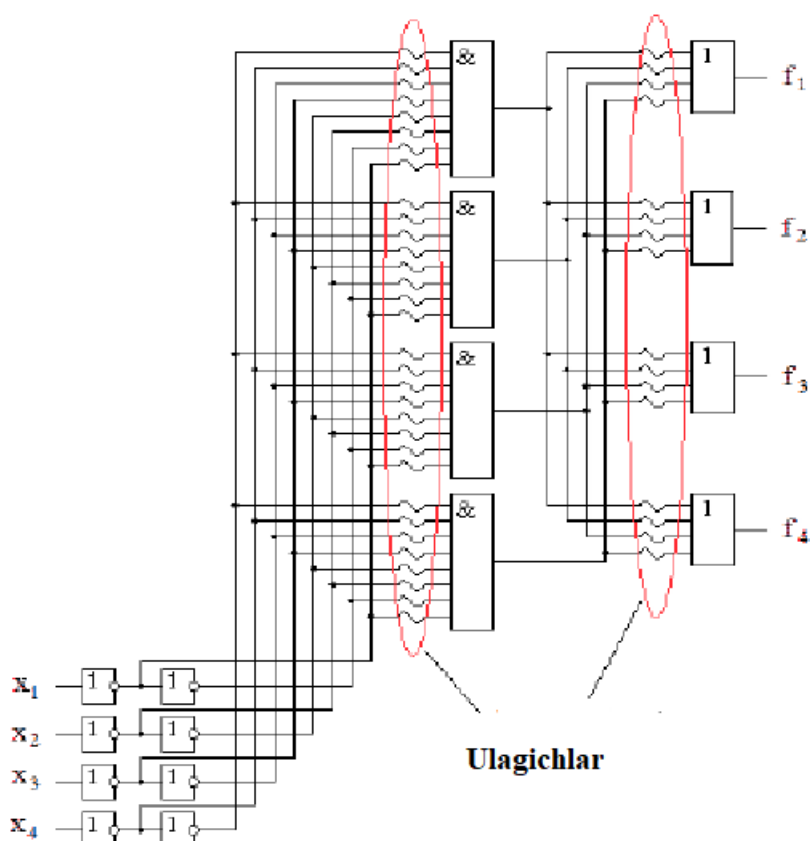 & 1 f₁
& 1 f₂
& 1 f₃
& 1 f₄
x₁ 1 1
x₂ 1 1
x₃ 1 1
x₄ 1 1
Ulagichlar